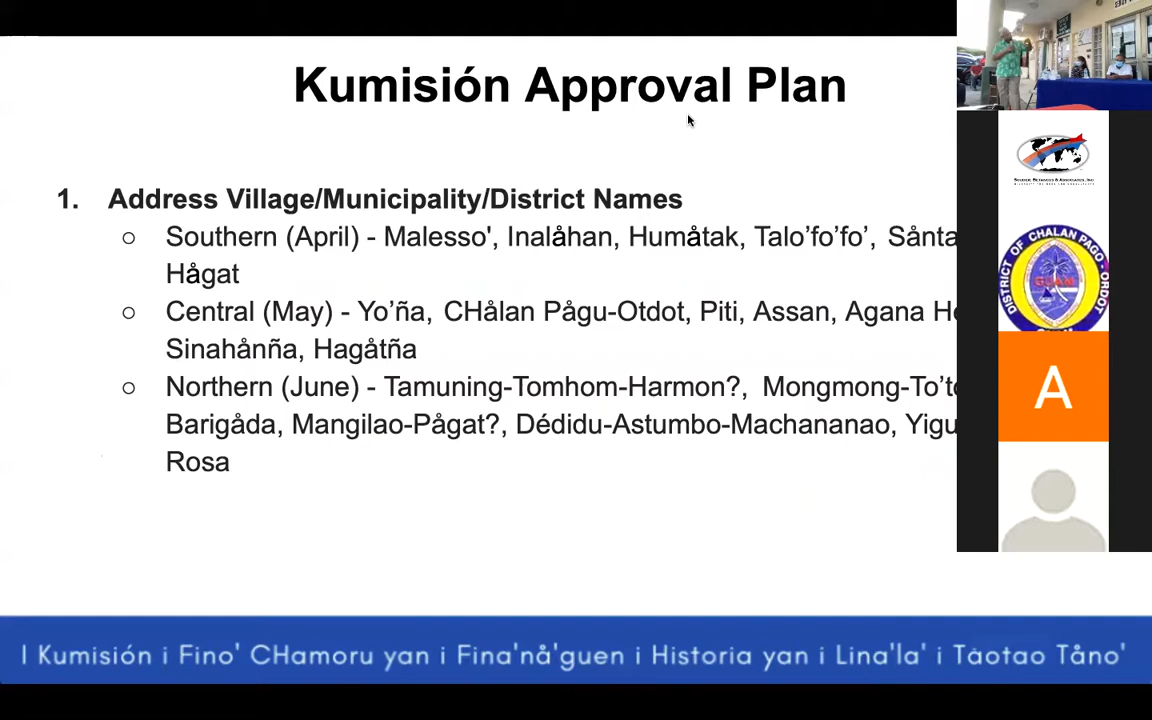 Kumisión Approval Plan
1. Address Village/Municipality/District Names
○ Southern (April) - Malesso', Inalåhan, Humåtak, Talo’fo’fo’, Sånta
Hågat
○ Central (May) - Yo’ña, CHålan Pågu-Otdot, Piti, Assan, Agana
Sinahånña, Hagåtña
○ Northern (June) - Tamuning-Tomhom-Harmon?, Mongmong-To’to
Barigåda, Mangilao-Pågat?, Dédidu-Astumbo-Machananao, Yigu
Rosa
DISTRICT OF CHALAN PAGO - ORDOT
GUAM
A
I Kumisión i Fino' CHamoru yan i Fina'nå'guen i Historia yan i Lina'la' i Taotao Tåno'